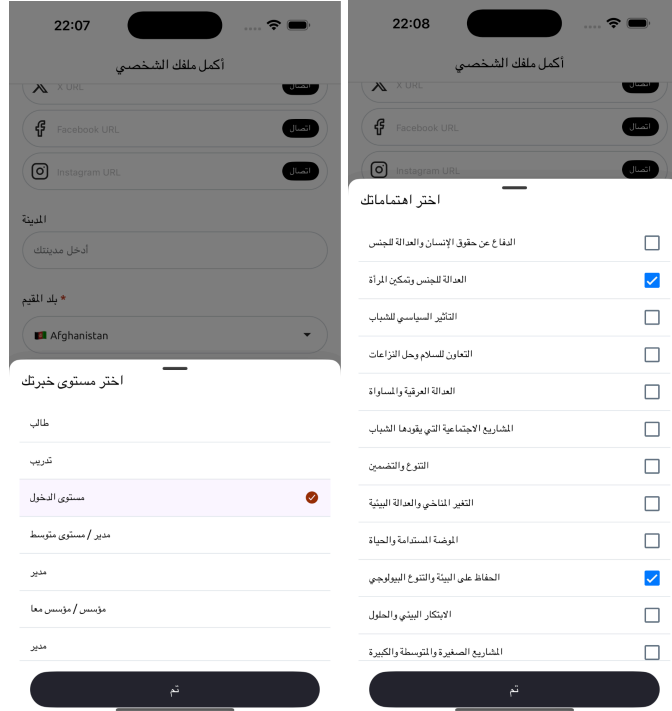 22:07
أكمل ملفك الشخصي
X URL
اتصال
Facebook URL
اتصال
Instagram URL
اتصال
المدينة
أدخل مدينتك
* بلد المقيم
Afghanistan
اختر مستوى خبرتك
طالب
تدريب
مستوى الدخول
مدير / مستوى متوسط
مدير
مؤسس / مؤسس معا
مدير
تم
22:08
أكمل ملفك الشخصي
X URL
اتصال
Facebook URL
اتصال
Instagram URL
اتصال
اختر اهتماماتك
الدفاع عن حقوق الإنسان والعدالة للجنس
العدالة للجنس وتمكين المرأة
التأثير السياسي للشباب
التعاون للسلام وحل النزاعات
العدالة العرقية والمساواة
المشاريع الاجتماعية التي يقودها الشباب
التنوع والتضمين
التغير المناخي والعدالة البيئية
الموضة المستدامة والحياة
الحفاظ على البيئة والتنوع البيولوجي
الابتكار البيئي والحلول
المشاريع الصغيرة والمتوسطة والكبيرة
تم